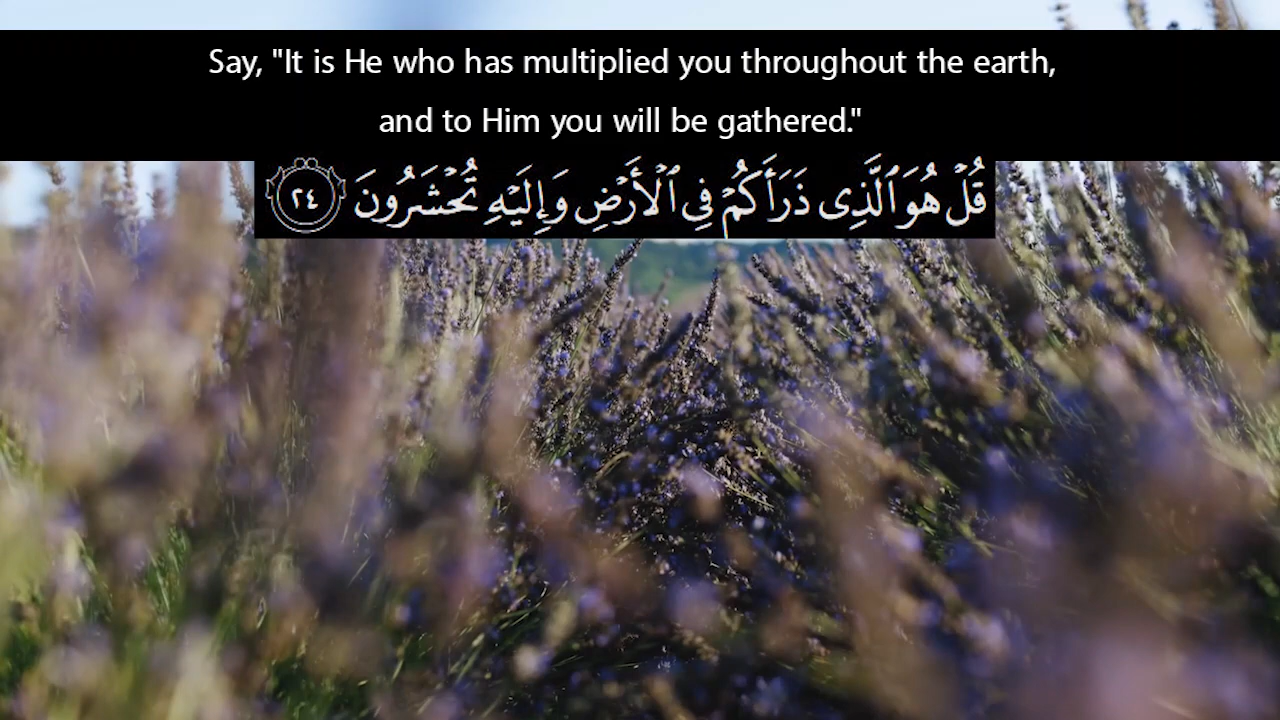 Say, "It is He who has multiplied you throughout the earth,
and to Him you will be gathered."
قُلْ هُوَ ٱلَّذِى ذَرَأَكُمْ فِى ٱلْأَرْضِ وَإِلَيْهِ تُحْشَرُونَ ٢٤